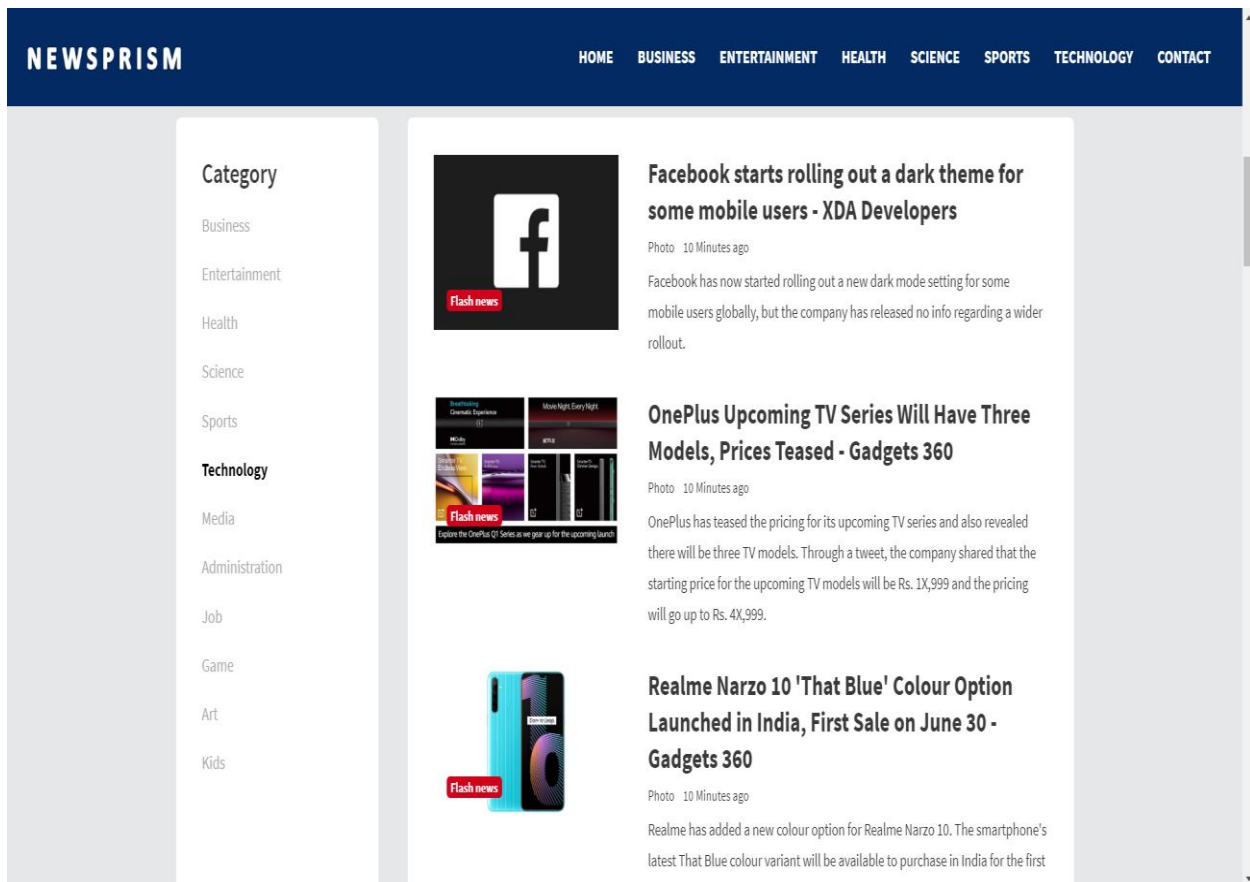 NEWSPRISM
HOME BUSINESS ENTERTAINMENT HEALTH SCIENCE SPORTS TECHNOLOGY CONTACT
Category
Business
Entertainment
Health
Science
Sports
Technology
Media
Administration
Job
Game
Art
Kids
Flash news
Facebook starts rolling out a dark theme for
some mobile users - XDA Developers
Photo 10 Minutes ago
Facebook has now started rolling out a new dark mode setting for some
mobile users globally, but the company has released no info regarding a wider
rollout.
Breathtaking
Cinematic Experience
Movie Night. Every Night.
Flash news
Explore the OnePlus Q1 Series as we gear up for the upcoming launch
OnePlus Upcoming TV Series Will Have Three
Models, Prices Teased - Gadgets 360
Photo 10 Minutes ago
OnePlus has teased the pricing for its upcoming TV series and also revealed
there will be three TV models. Through a tweet, the company shared that the
starting price for the upcoming TV models will be Rs. 1X,999 and the pricing
will go up to Rs. 4X,999.
Flash news
Realme Narzo 10 'That Blue' Colour Option
Launched in India, First Sale on June 30 -
Gadgets 360
Photo 10 Minutes ago
Realme has added a new colour option for Realme Narzo 10. The smartphone's
latest That Blue colour variant will be available to purchase in India for the first